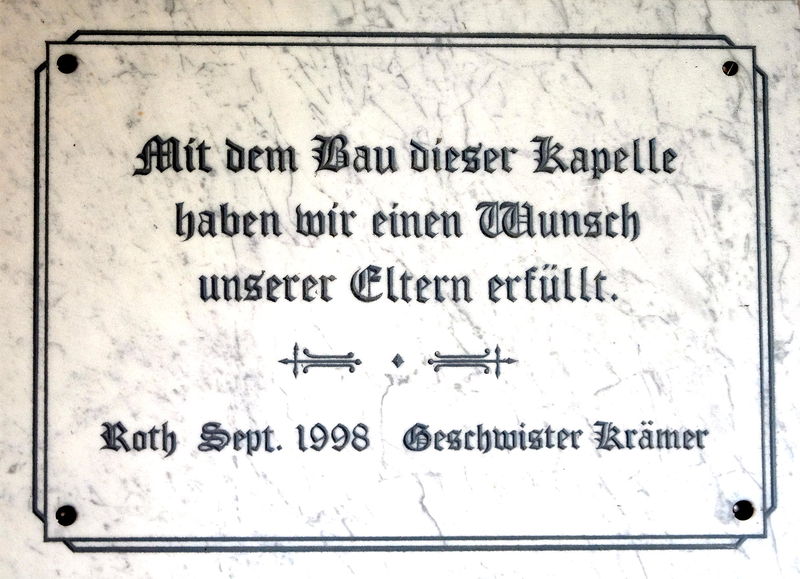 Mit dem Bau dieser Kapelle
haben wir einen Wunsch
unserer Eltern erfüllt.
Roth Sept. 1998 Geschwister Krämer